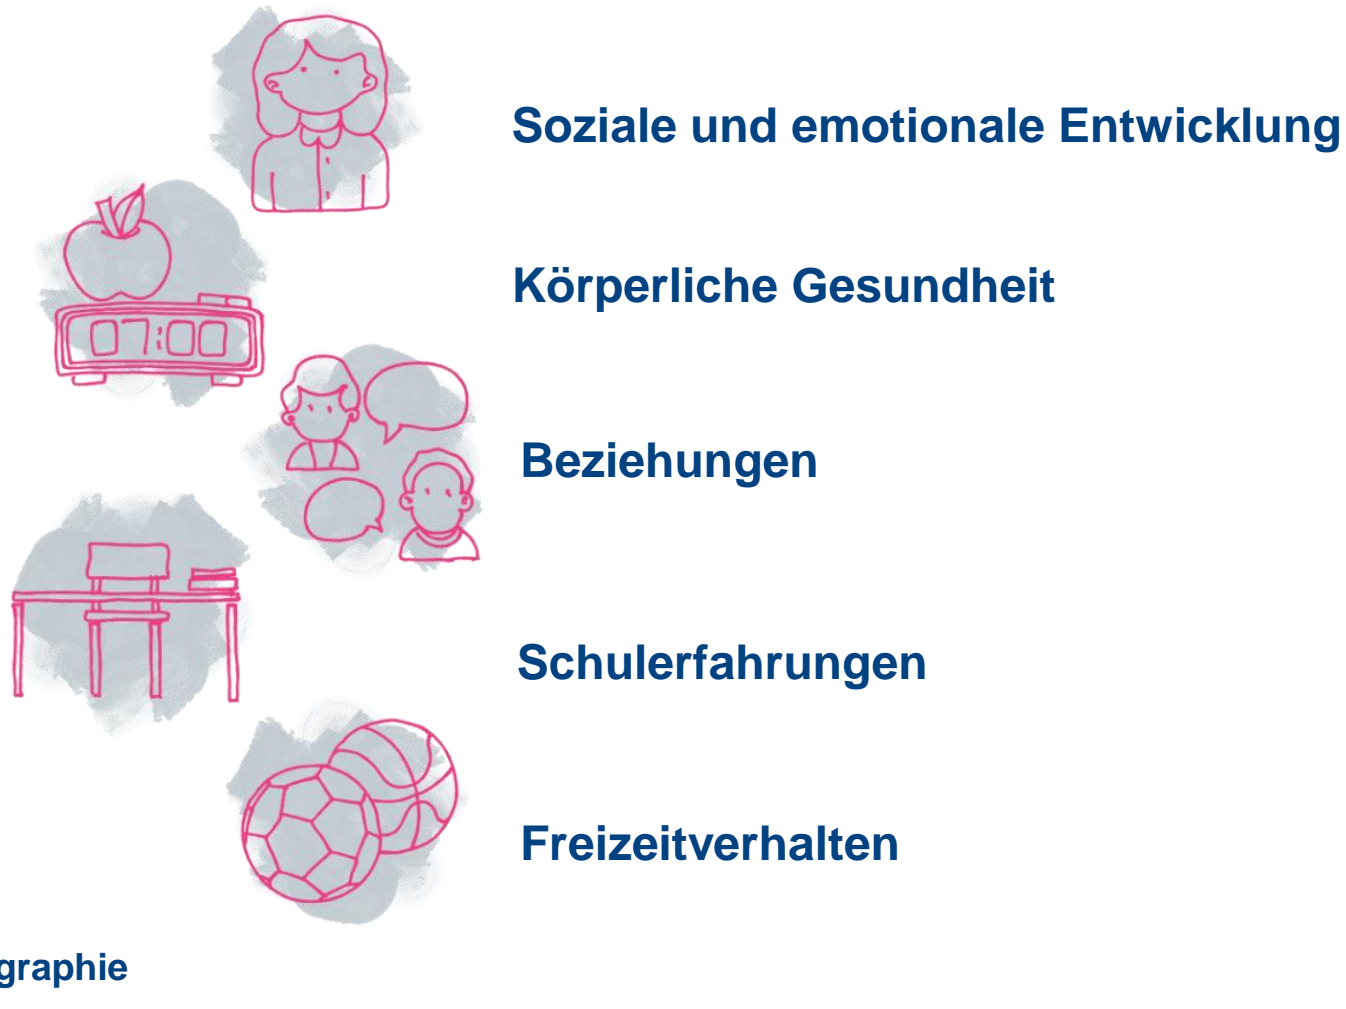 Soziale und emotionale Entwicklung
Körperliche Gesundheit
07:00
Beziehungen
Schulerfahrungen
Freizeitverhalten
graphie